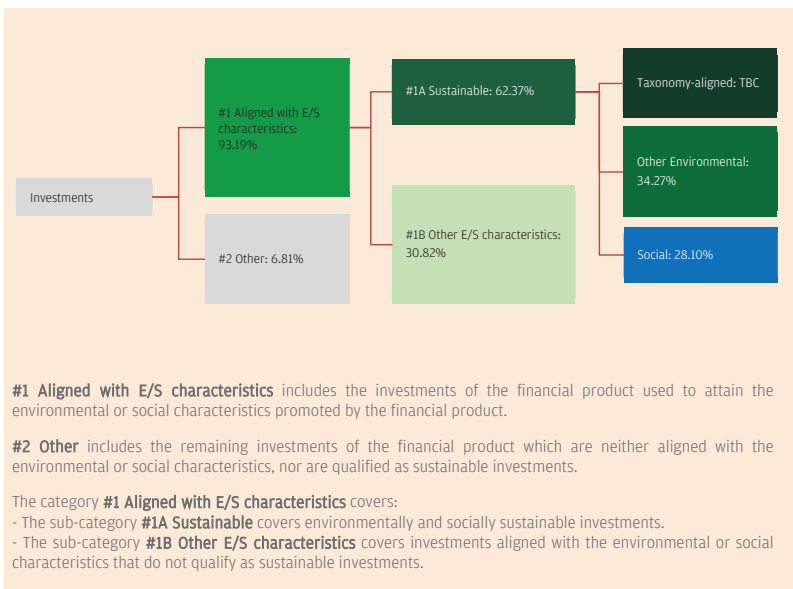 Investments
#1 Aligned with E/S
characteristics:
93.19%
#2 Other: 6.81%
#1A Sustainable: 62.37%
#1B Other E/S characteristics:
30.82%
Taxonomy-aligned: TBC
Other Environmental:
34.27%
Social: 28.10%
#1 Aligned with E/S characteristics includes the investments of the financial product used to attain the
environmental or social characteristics promoted by the financial product.
#2 Other includes the remaining investments of the financial product which are neither aligned with the
environmental or social characteristics, nor are qualified as sustainable investments.
The category #1 Aligned with E/S characteristics covers:
- The sub-category #1A Sustainable covers environmentally and socially sustainable investments.
- The sub-category #1B Other E/S characteristics covers investments aligned with the environmental or social
characteristics that do not qualify as sustainable investments.